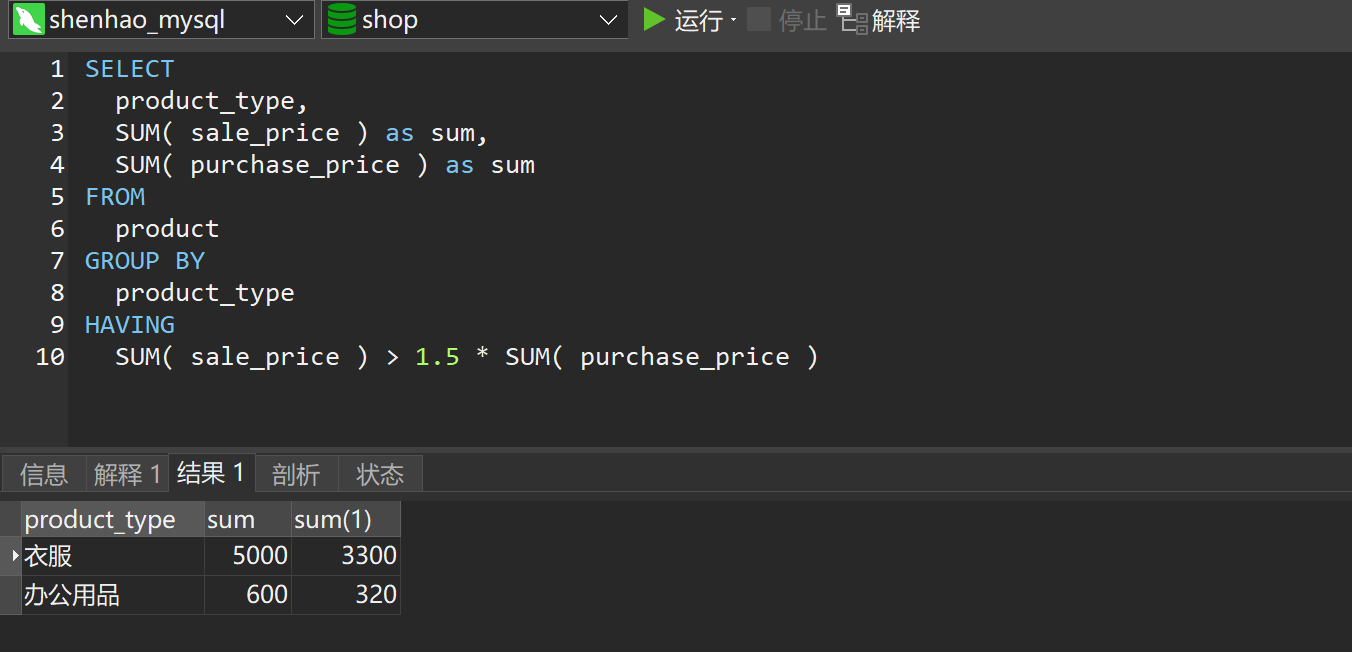 shenhao_mysql shop 运行 停止 解释
1 SELECT
2 product_type,
3 SUM( sale_price ) as sum,
4 SUM( purchase_price ) as sum
5 FROM
6 product
7 GROUP BY
8 product_type
9 HAVING
10 SUM( sale_price ) > 1.5 * SUM( purchase_price )
信息 解释 1 结果 1 剖析 状态
product_type sum sum(1)
衣服 5000 3300
办公用品 600 320